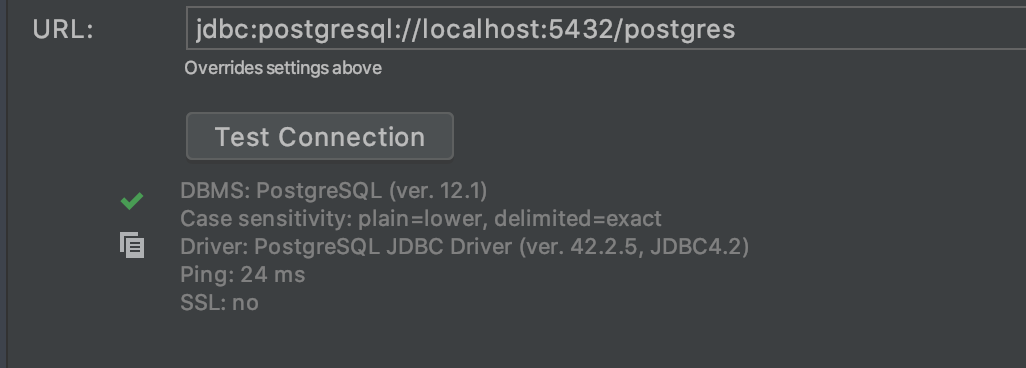 URL: jdbc:postgresql://localhost:5432/postgres
Overrides settings above
Test Connection
DBMS: PostgreSQL (ver. 12.1)
Case sensitivity: plain=lower, delimited=exact
Driver: PostgreSQL JDBC Driver (ver. 42.2.5, JDBC4.2)
Ping: 24 ms
SSL: no